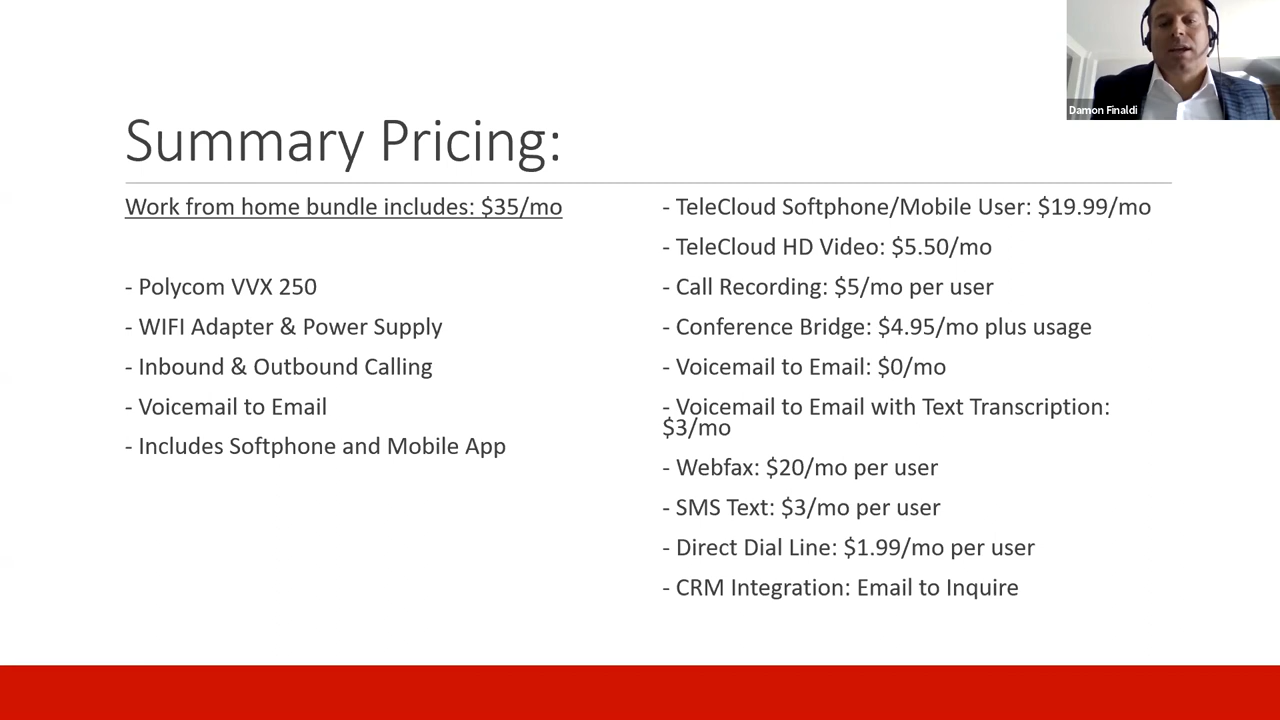 Damon Finaldi
Summary Pricing:
Work from home bundle includes: $35/mo
- Polycom VVX 250
- WIFI Adapter & Power Supply
- Inbound & Outbound Calling
- Voicemail to Email
- Includes Softphone and Mobile App
- TeleCloud Softphone/Mobile User: $19.99/mo
- TeleCloud HD Video: $5.50/mo
- Call Recording: $5/mo per user
- Conference Bridge: $4.95/mo plus usage
- Voicemail to Email: $0/mo
- Voicemail to Email with Text Transcription:
$3/mo
- Webfax: $20/mo per user
- SMS Text: $3/mo per user
- Direct Dial Line: $1.99/mo per user
- CRM Integration: Email to Inquire